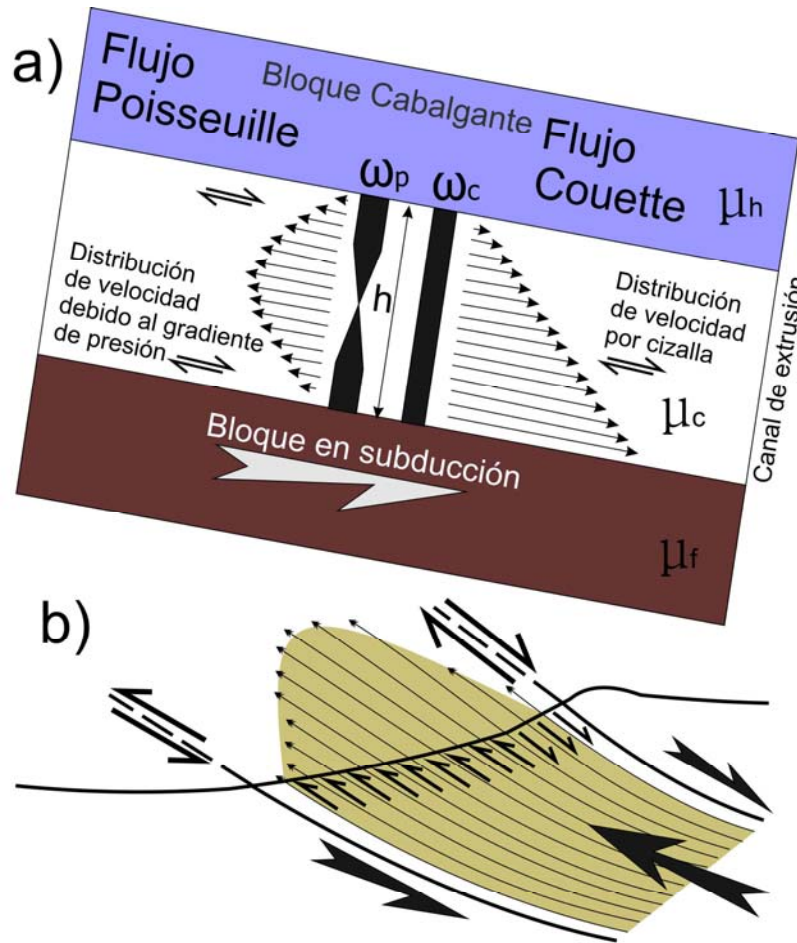 a)
Flujo
Poisseuille
Bloque Cabalgante
Flujo
Couette
μh
ωp
ωc
h
Distribución
de velocidad
debido al gradiente
de presión
Distribución
de velocidad
por cizalla
μc
Canal de extrusión
Bloque en subducción
μf
b)